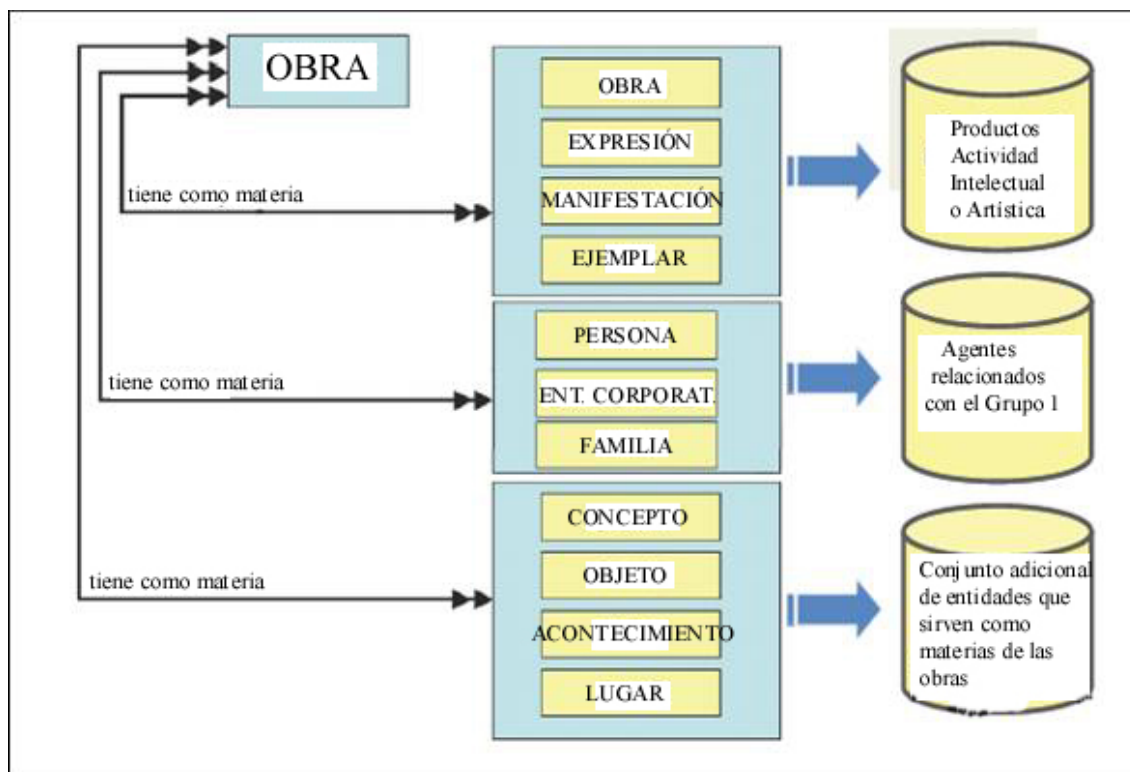 OBRA
OBRA
EXPRESIÓN
MANIFESTACIÓN
EJEMPLAR
Productos
Actividad
Intelectual
o Artística
tiene como materia
PERSONA
ENT. CORPORAT.
FAMILIA
Agentes
relacionados
con el Grupo 1
tiene como materia
CONCEPTO
OBJETO
ACONTECIMIENTO
LUGAR
Conjunto adicional
de entidades que
sirven como
materias de las
obras
tiene como materia